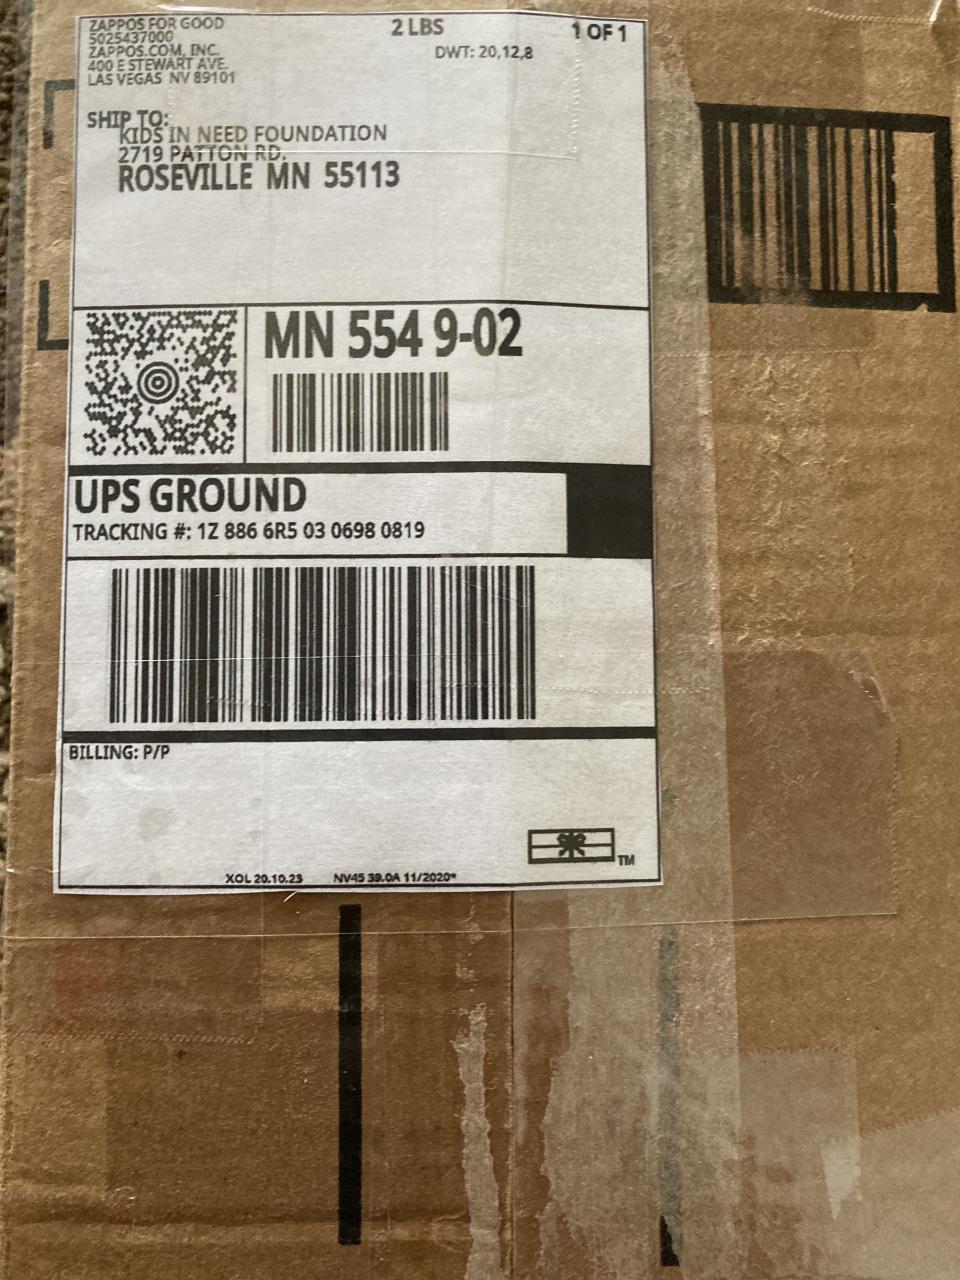 ZAPPOS FOR GOOD
5025437000
ZAPPOS.COM, INC.
400 E STEWART AVE.
LAS VEGAS NV 89101
2 LBS
1 OF 1
DWT: 20,12,8
SHIP TO:
KIDS IN NEED FOUNDATION
2719 PATTON RD.
ROSEVILLE MN 55113
MN 554 9-02
UPS GROUND
TRACKING #: 1Z 886 6R5 03 0698 0819
BILLING: P/P
TM
XOL 20.10.23 NV45 39.0A 11/2020*